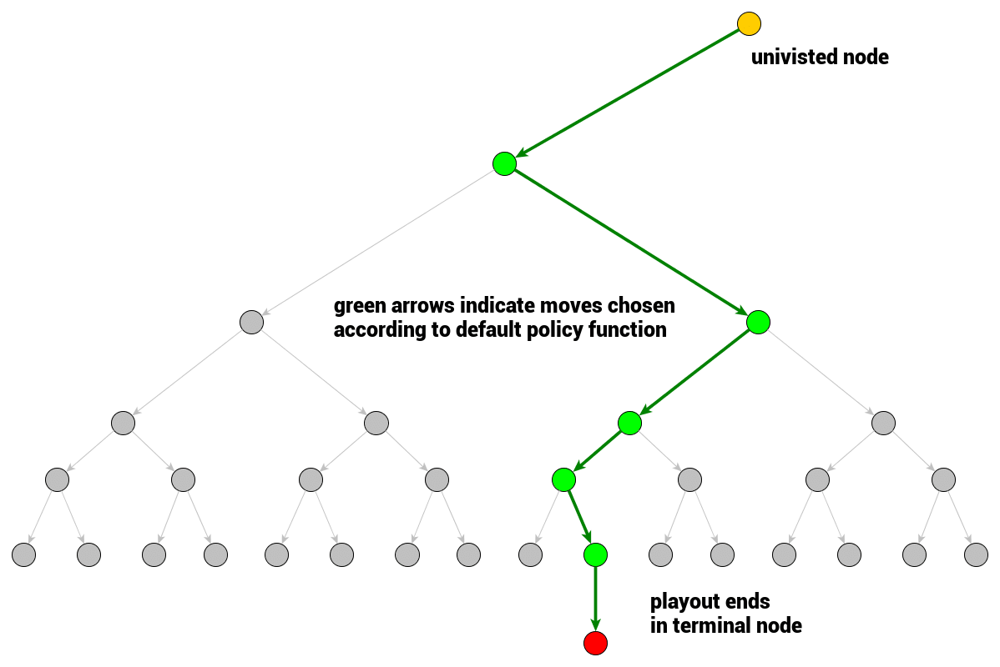 univisted node
green arrows indicate moves chosen
according to default policy function
playout ends
in terminal node